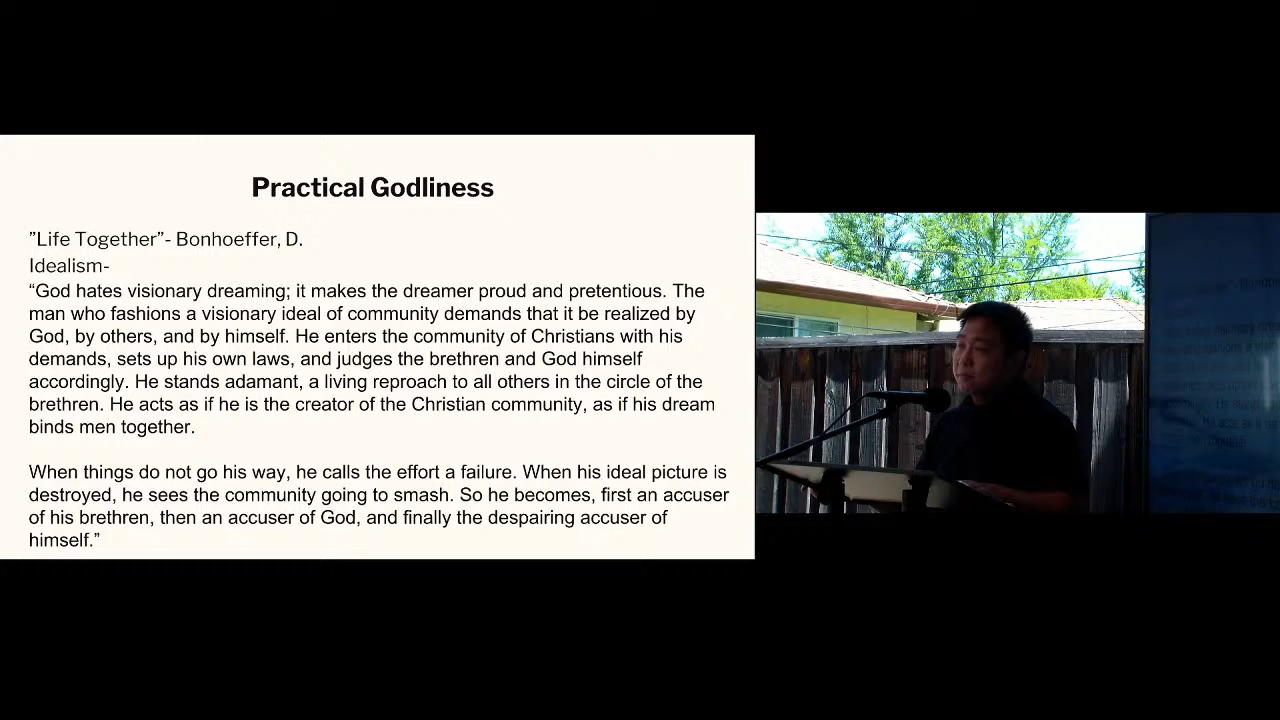 Practical Godliness
”Life Together”- Bonhoeffer, D.
Idealism-
“God hates visionary dreaming; it makes the dreamer proud and pretentious. The
man who fashions a visionary ideal of community demands that it be realized by
God, by others, and by himself. He enters the community of Christians with his
demands, sets up his own laws, and judges the brethren and God himself
accordingly. He stands adamant, a living reproach to all others in the circle of the
brethren. He acts as if he is the creator of the Christian community, as if his dream
binds men together.
When things do not go his way, he calls the effort a failure. When his ideal picture is
destroyed, he sees the community going to smash. So he becomes, first an accuser
of his brethren, then an accuser of God, and finally the despairing accuser of
himself.”